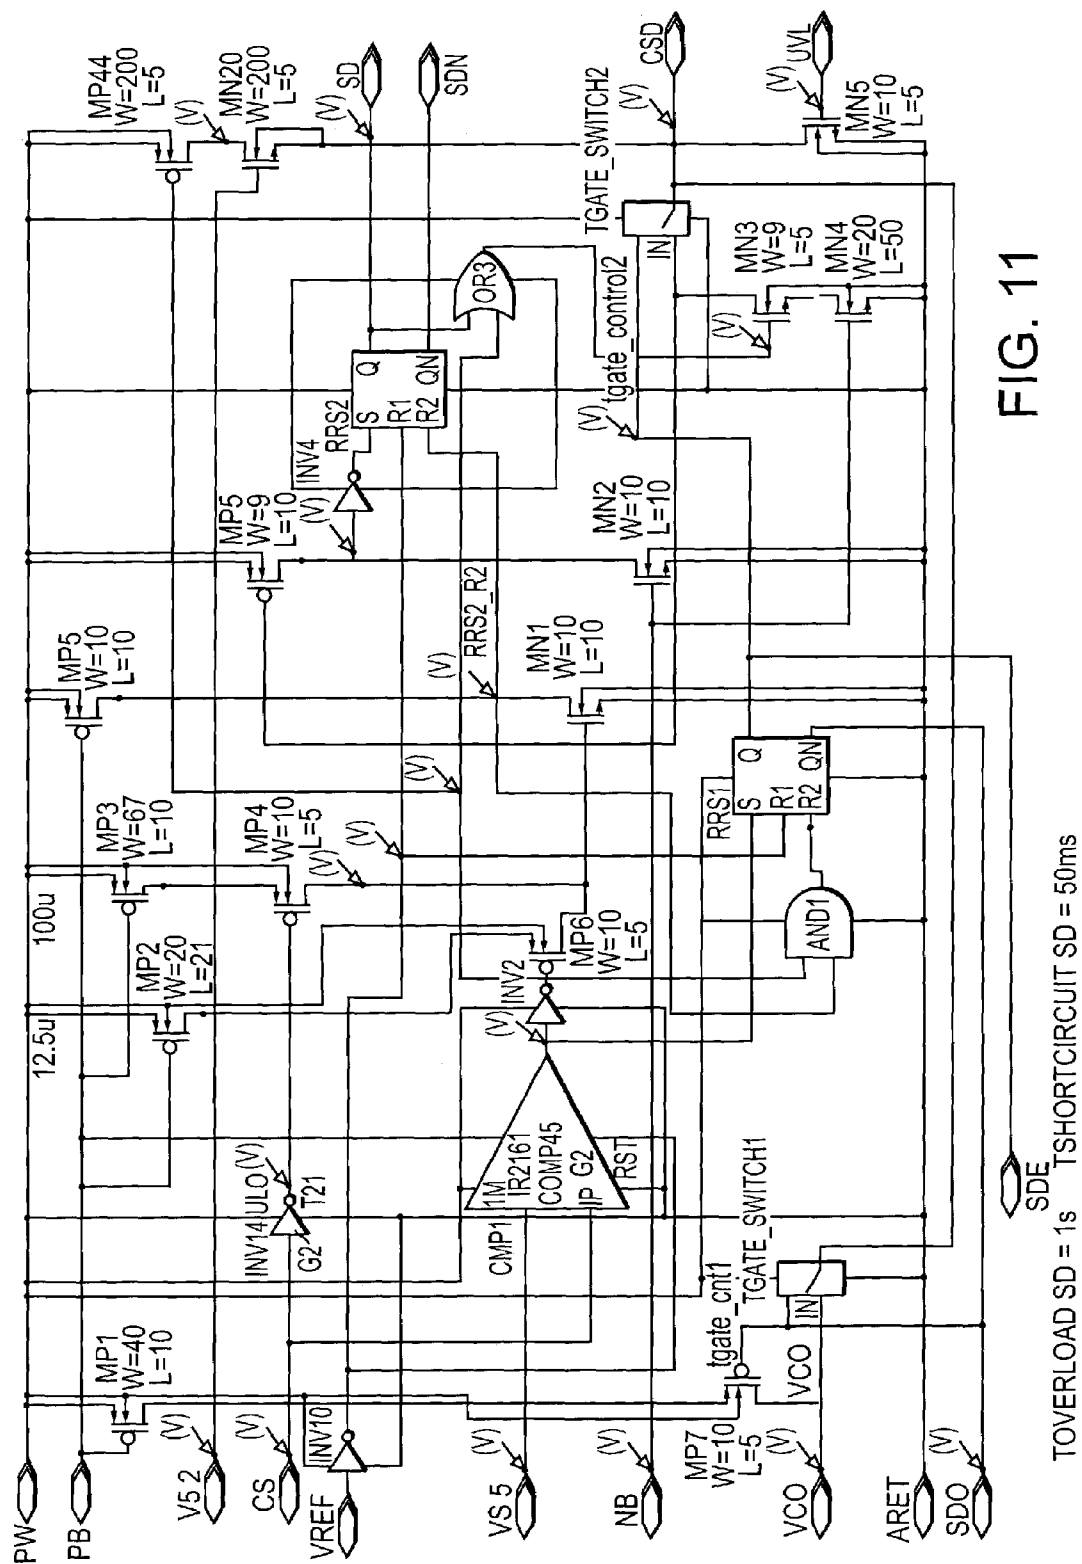 PW
PB
V5 2
CS
VREF
VS 5
NB
VCO
ARET
SDO
SDE
SD
SDN
CSD
UVL
MP1
W=40
L=10
(V)
(V)
INV10
(V)
(V)
MP7
W=10
L=5
VCO
(V)
(V)
tgate_cnt1
TGATE_SWITCH1
IN
INV14
ULO
(V)
G2
T21
CMP1
1M
IR2161
COMP45
IP
G2
RST
12.5u
MP2
W=20
L=21
100u
MP3
W=67
L=10
MP4
W=10
L=5
(V)
(V)
(V)
INV2
MP6
W=10
L=5
(V)
AND1
RRS1
S
R1
R2
Q
QN
MP5
W=10
L=10
(V)
RRS2_R2
MN1
W=10
L=10
MP5
W=9
L=10
(V)
INV4
RRS2
S
R1
R2
Q
QN
MN2
W=10
L=10
(V)
tgate_control2
OR3
TGATE_SWITCH2
IN
(V)
MN3
W=9
L=5
MN4
W=20
L=50
MP44
W=200
L=5
(V)
MN20
W=200
L=5
(V)
(V)
(V)
MN5
W=10
L=5
TOVERLOAD SD = 1s TSHORTCIRCUIT SD = 50ms
FIG. 11